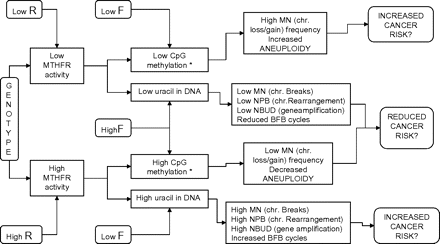 Low R
Low F
High MN (chr.
loss/gain) frequency
Increased
ANEUPLOIDY
INCREASED
CANCER
RISK?
Low
MTHFR
activity
Low CpG
methylation *
Low uracil in DNA
Low MN (chr. Breaks)
Low NPB (chr.Rearrangement)
Low NBUD (geneamplification)
Reduced BFB cycles
GENOTYPE
HighF
REDUCED
CANCER
RISK?
High
MTHFR
activity
High CpG
methylation *
Low MN (chr.
loss/gain) frequency
Decreased
ANEUPLOIDY
High uracil in DNA
High MN (chr. Breaks)
High NPB (chr. Rearrangement)
High NBUD (gene amplification)
Increased BFB cycles
INCREASED
CANCER
RISK?
High R
Low F